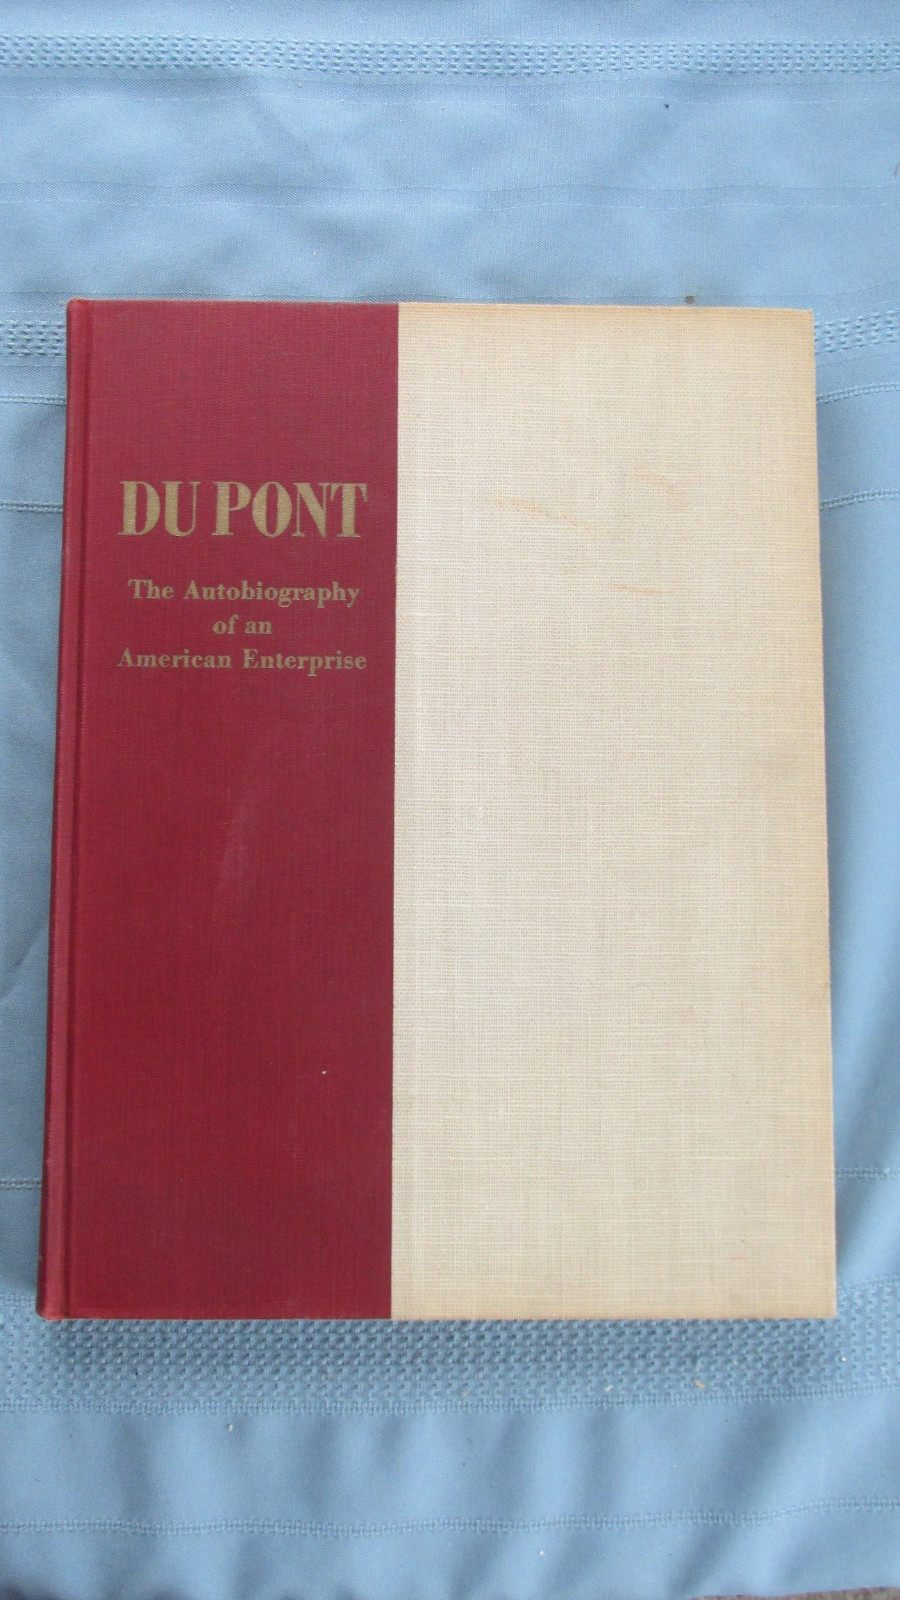 DU PONT
The Autobiography
of an
American Enterprise